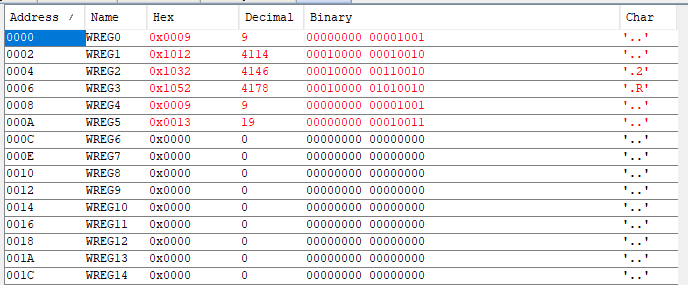 Address / Name Hex Decimal Binary Char
0000 WREG0 0x0009 9 00000000 00001001 '..'
0002 WREG1 0x1012 4114 00010000 00010010 '..'
0004 WREG2 0x1032 4146 00010000 00110010 '.2'
0006 WREG3 0x1052 4178 00010000 01010010 '.R'
0008 WREG4 0x0009 9 00000000 00001001 '..'
000A WREG5 0x0013 19 00000000 00010011 '..'
000C WREG6 0x0000 0 00000000 00000000 '..'
000E WREG7 0x0000 0 00000000 00000000 '..'
0010 WREG8 0x0000 0 00000000 00000000 '..'
0012 WREG9 0x0000 0 00000000 00000000 '..'
0014 WREG10 0x0000 0 00000000 00000000 '..'
0016 WREG11 0x0000 0 00000000 00000000 '..'
0018 WREG12 0x0000 0 00000000 00000000 '..'
001A WREG13 0x0000 0 00000000 00000000 '..'
001C WREG14 0x0000 0 00000000 00000000 '..'